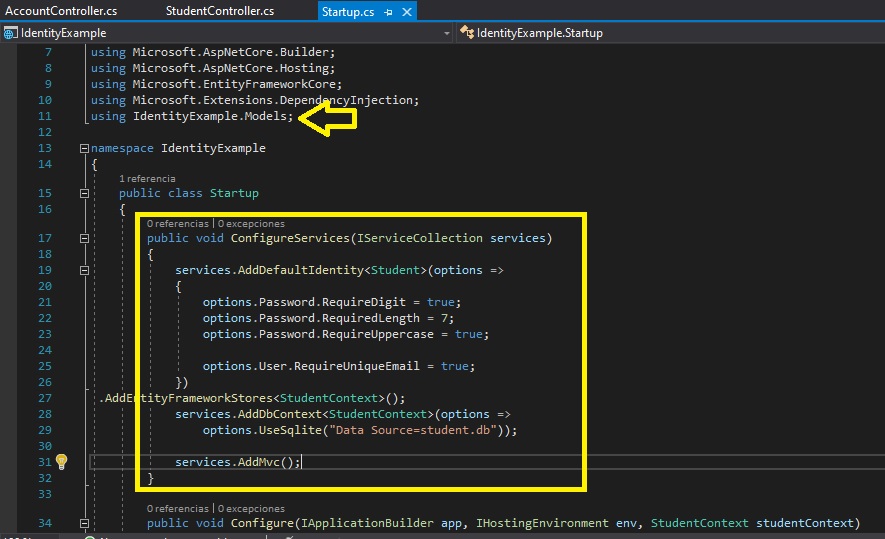 AccountController.cs StudentController.cs Startup.cs
IdentityExample IdentityExample.Startup
7 using Microsoft.AspNetCore.Builder;
8 using Microsoft.AspNetCore.Hosting;
9 using Microsoft.EntityFrameworkCore;
10 using Microsoft.Extensions.DependencyInjection;
11 using IdentityExample.Models;
12
13 namespace IdentityExample
14 {
1 referencia
15 public class Startup
16 {
0 referencias | 0 excepciones
17 public void ConfigureServices(IServiceCollection services)
18 {
19 services.AddDefaultIdentity<Student>(options =>
20 {
21 options.Password.RequireDigit = true;
22 options.Password.RequiredLength = 7;
23 options.Password.RequireUppercase = true;
24
25 options.User.RequireUniqueEmail = true;
26 })
27 .AddEntityFrameworkStores<StudentContext>();
28 services.AddDbContext<StudentContext>(options =>
29 options.UseSqlite("Data Source=student.db"));
30
31 services.AddMvc();
32 }
33
0 referencias | 0 excepciones
34 public void Configure(IApplicationBuilder app, IHostingEnvironment env, StudentContext studentContext)